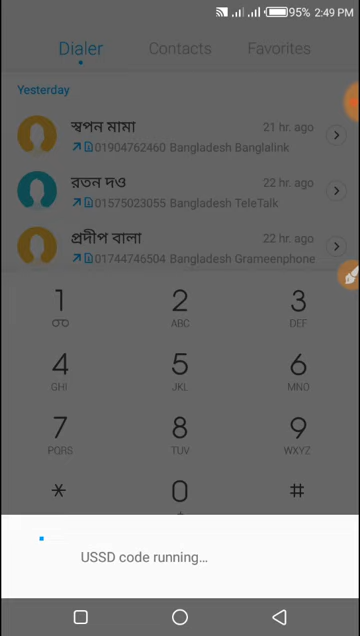 95% 2:49 PM
Dialer Contacts Favorites
Yesterday
স্বপন মামা 21 hr. ago
01904762460 Bangladesh Banglalink
রতন দও 22 hr. ago
01575023055 Bangladesh TeleTalk
প্রদীপ বালা 22 hr. ago
01744746504 Bangladesh Grameenphone
1 2 3
ABC DEF
4 5 6
GHI JKL MNO
7 8 9
PQRS TUV WXYZ
* 0 #
+
USSD code running...